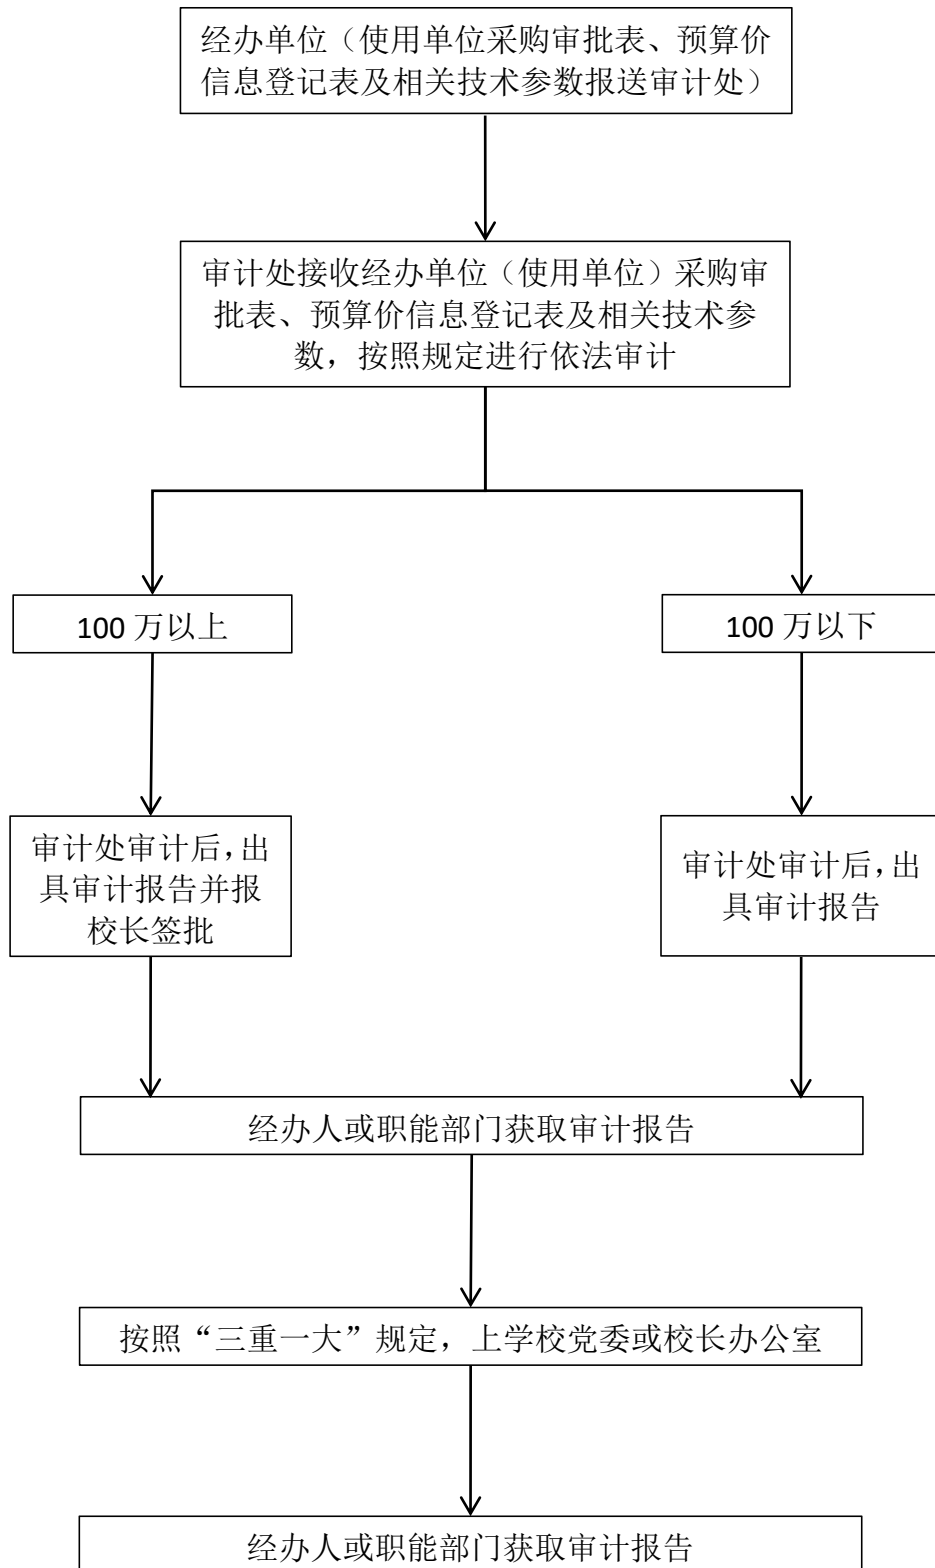 经办单位（使用单位采购审批表、预算价
信息登记表及相关技术参数报送审计处）
审计处接收经办单位（使用单位）采购审
批表、预算价信息登记表及相关技术参
数，按照规定进行依法审计
100 万以上
100 万以下
审计处审计后，出
具审计报告并报
校长签批
审计处审计后，出
具审计报告
经办人或职能部门获取审计报告
按照“三重一大”规定，上学校党委或校长办公室
经办人或职能部门获取审计报告